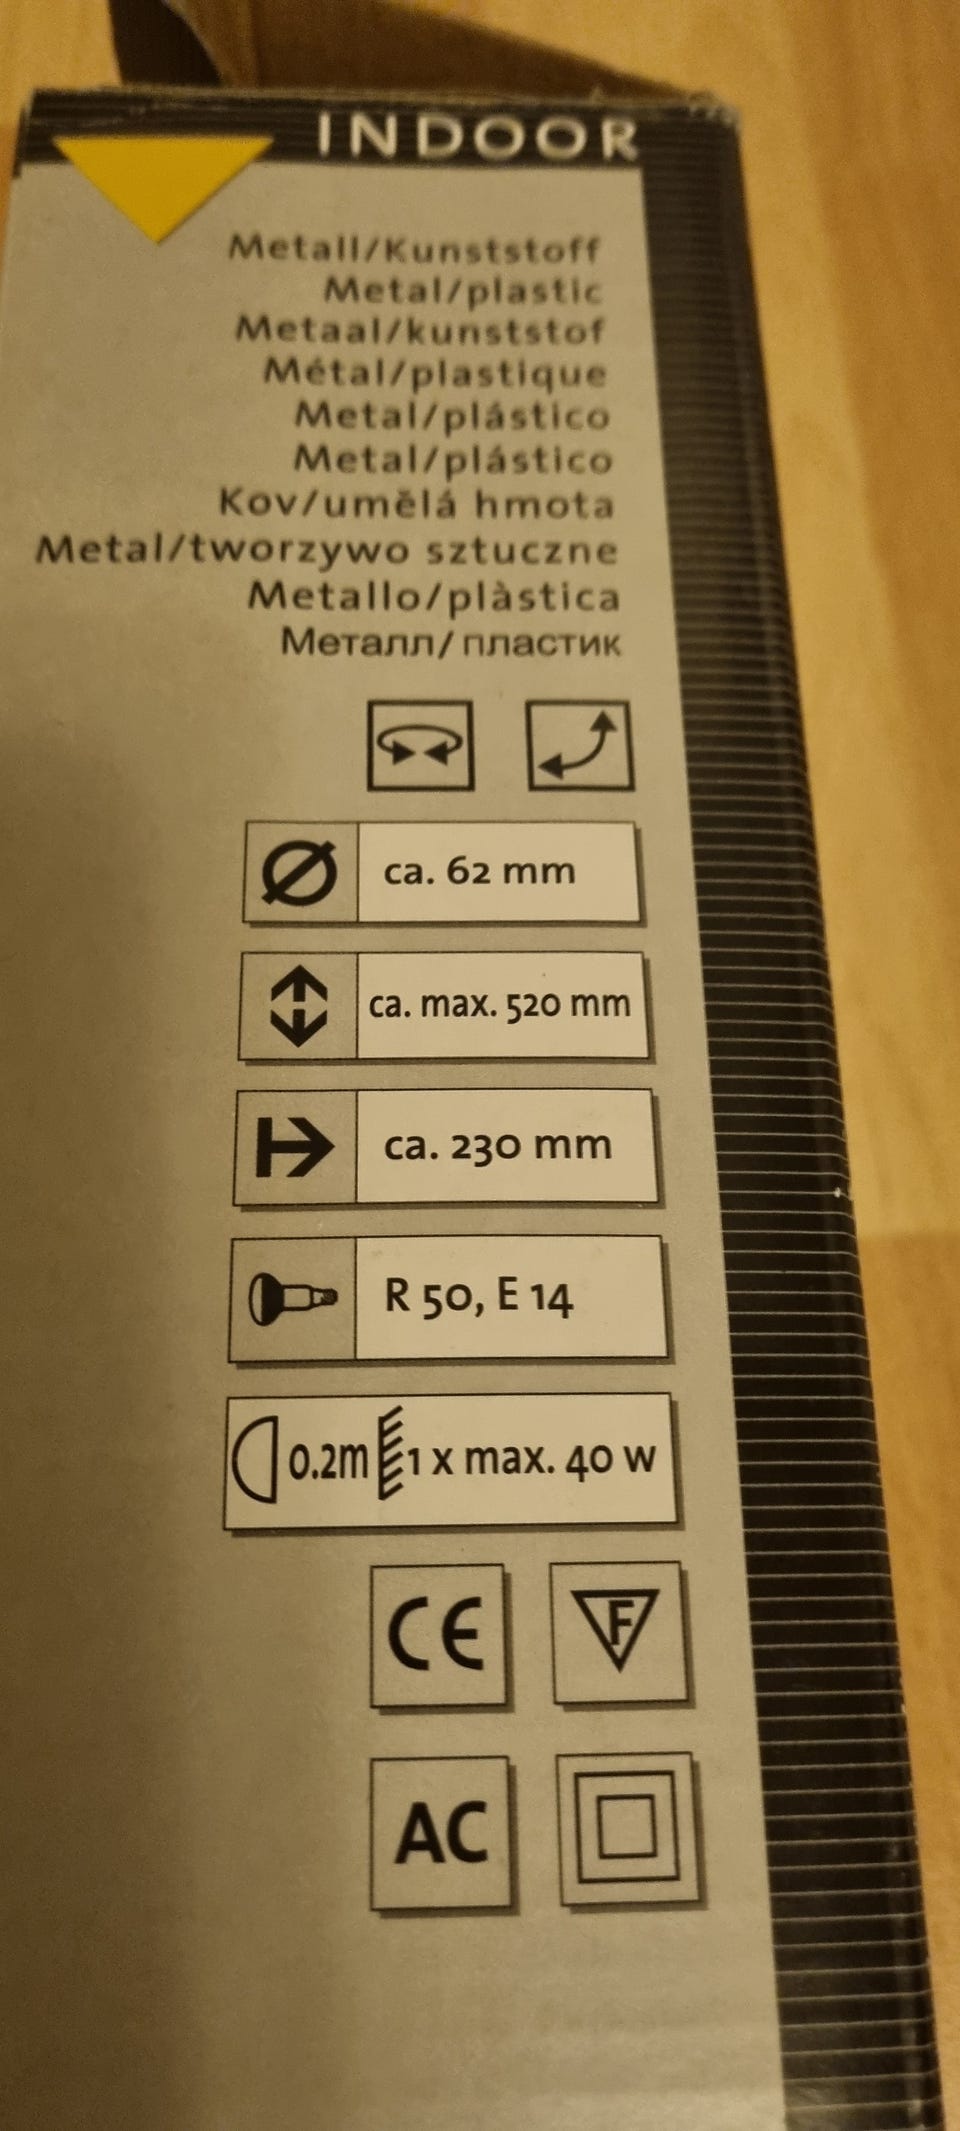 INDOOR
Metall/Kunststoff
Metal/plastic
Metaal/kunststof
Métal/plastique
Metal/plástico
Metal/plástico
Kov/umělá hmota
Metal/tworzywo sztuczne
Metallo/plàstica
Металл/пластик
ca. 62 mm
ca. max. 520 mm
ca. 230 mm
R 50, E 14
0.2m 1 x max. 40 W
CE F
AC